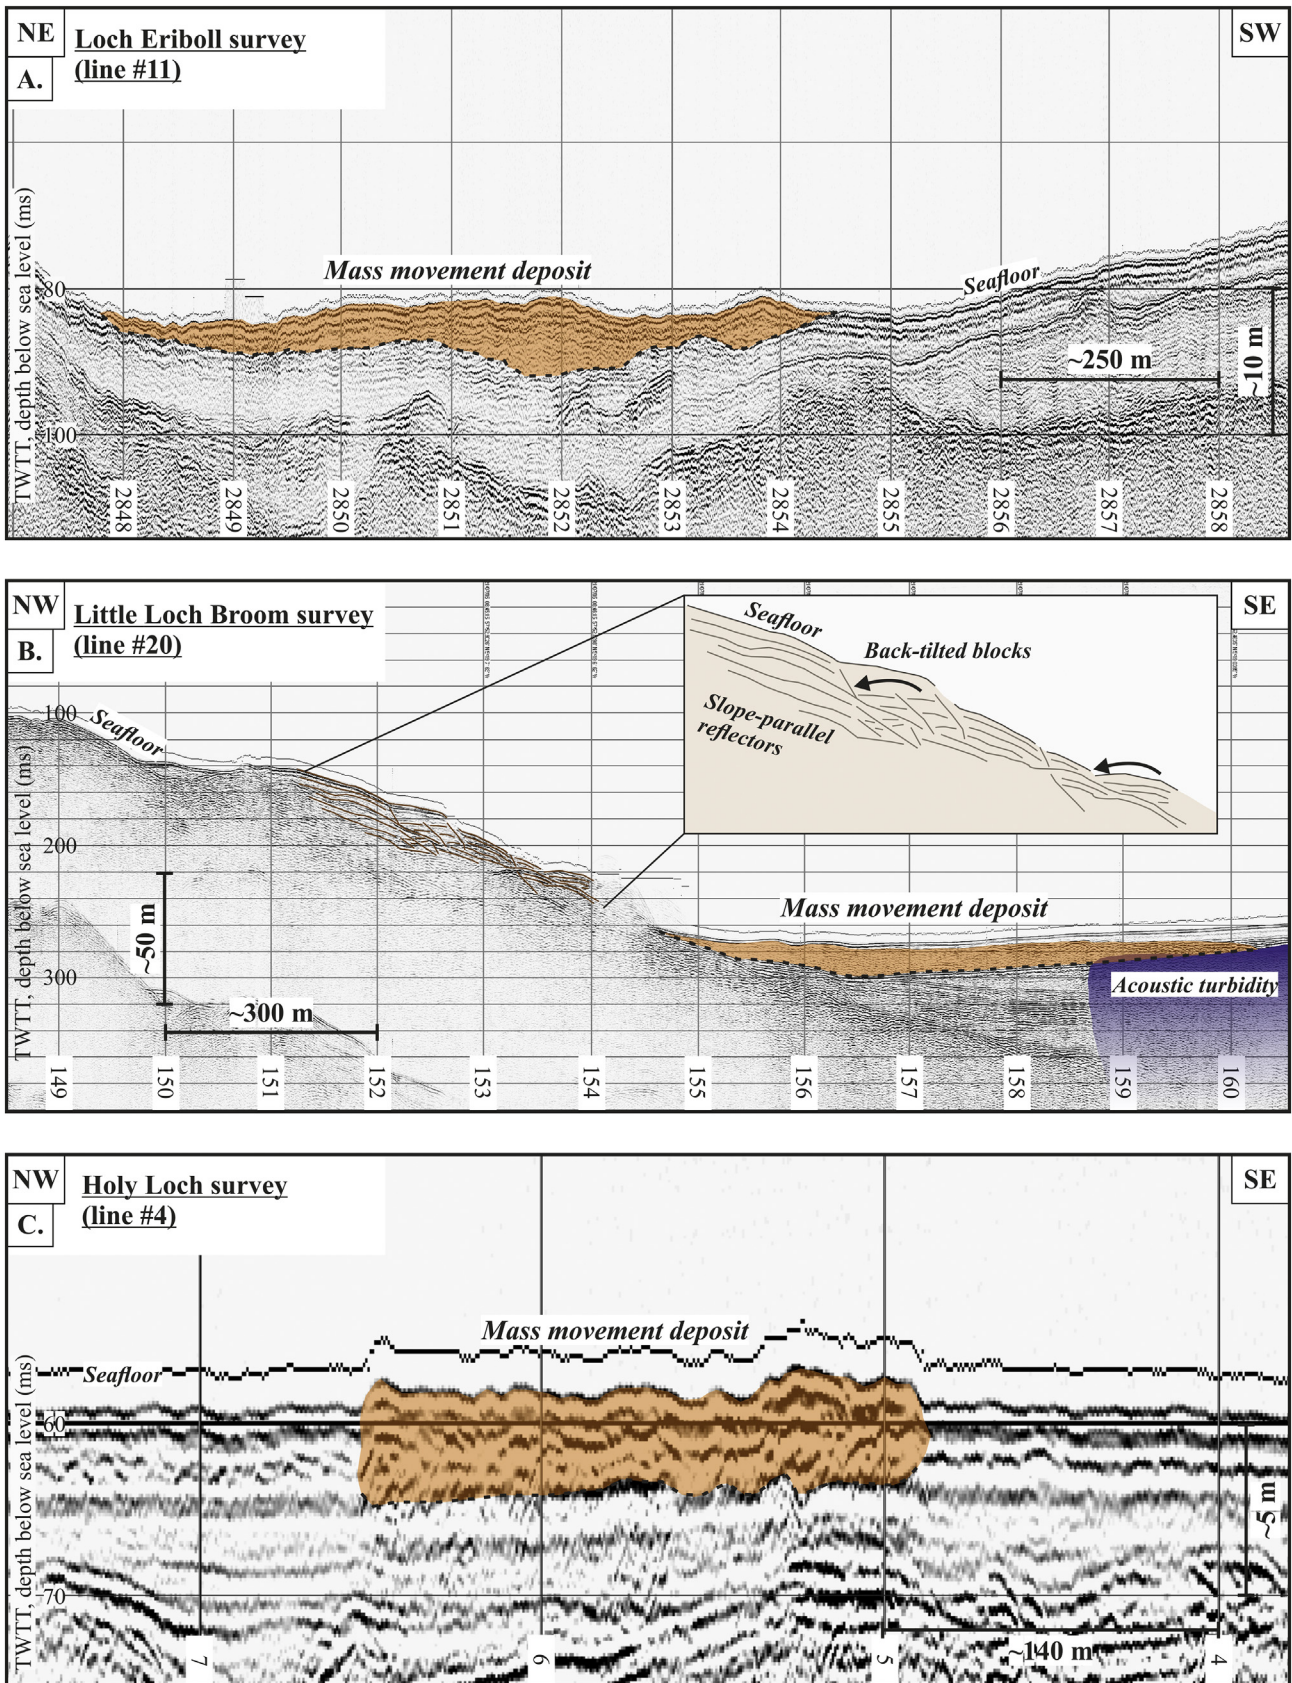 NE
Loch Eriboll survey
(line #11)
SW
A.
TWTT, depth below sea level (ms)
Mass movement deposit
Seafloor
80
~250 m
~10 m
100
2848
2849
2850
2851
2852
2853
2854
2855
2856
2857
2858
NW
Little Loch Broom survey
(line #20)
SE
B.
Seafloor
Back-tilted blocks
Slope-parallel
reflectors
100
Seafloor
TWTT, depth below sea level (ms)
200
Mass movement deposit
~50 m
300
Acoustic turbidity
~300 m
149
150
151
152
153
154
155
156
157
158
159
160
NW
Holy Loch survey
(line #4)
SE
C.
Mass movement deposit
Seafloor
TWTT, depth below sea level (ms)
60
~5 m
70
~140 m
7
6
5
4